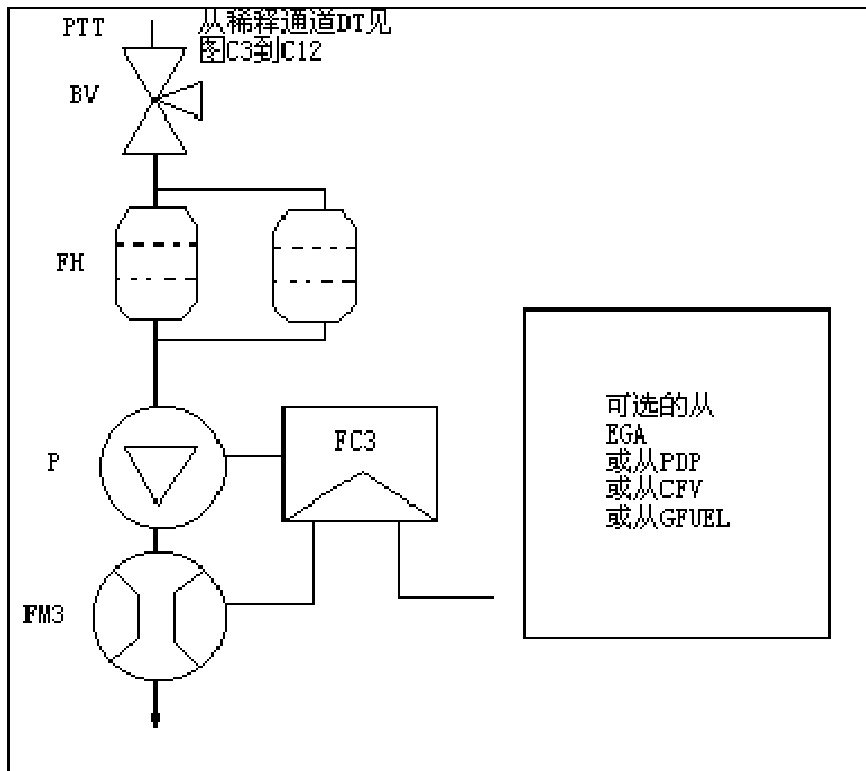 PTT
从稀释通道DT见
图C3到C12
BV
FH
P
FC3
FM3
可选的从
EGA
或从PDP
或从CFV
或从GFUEL